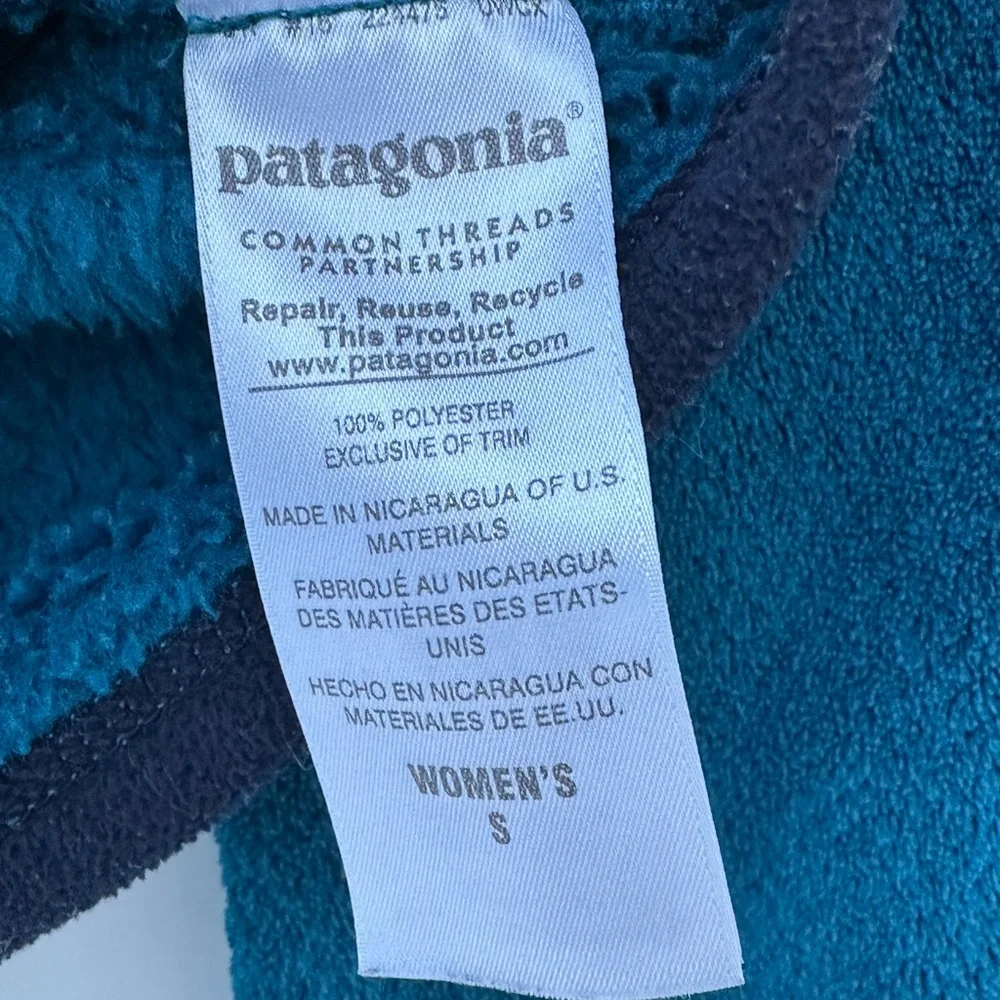 patagonia®
COMMON THREADS
PARTNERSHIP
Repair, Reuse, Recycle
This Product
www.patagonia.com
100% POLYESTER
EXCLUSIVE OF TRIM
MADE IN NICARAGUA OF U.S.
MATERIALS
FABRIQUÉ AU NICARAGUA
DES MATIÈRES DES ETATS-
UNIS
HECHO EN NICARAGUA CON
MATERIALES DE EE.UU.
WOMEN'S
S